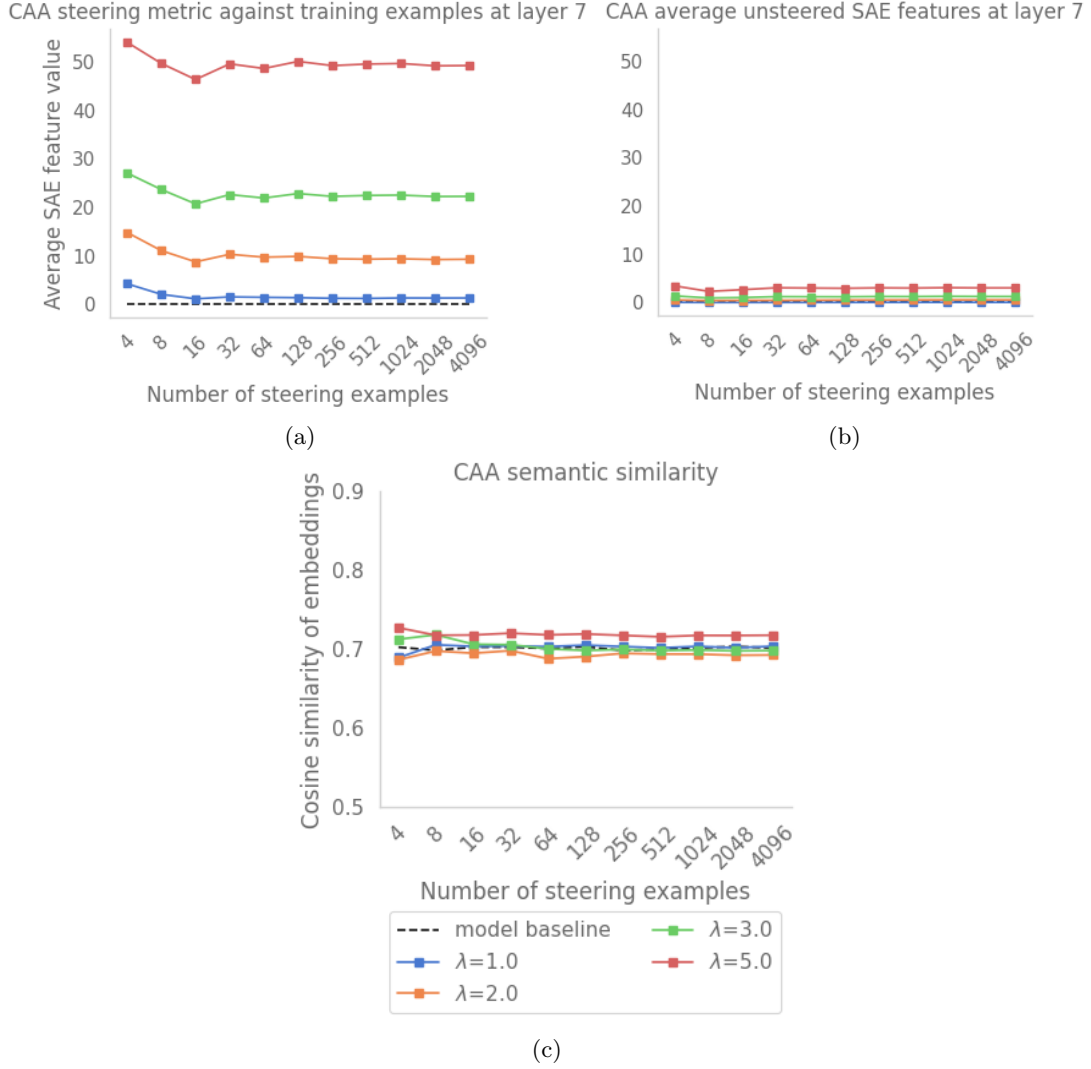 CAA steering metric against training examples at layer 7
Average SAE feature value
50
40
30
20
10
0
4 8 16 32 64 128 256 512 1024 2048 4096
Number of steering examples
(a)
CAA average unsteered SAE features at layer 7
50
40
30
20
10
0
4 8 16 32 64 128 256 512 1024 2048 4096
Number of steering examples
(b)
CAA semantic similarity
Cosine similarity of embeddings
0.9
0.8
0.7
0.6
0.5
4 8 16 32 64 128 256 512 1024 2048 4096
Number of steering examples
model baseline
λ=1.0
λ=2.0
λ=3.0
λ=5.0
(c)